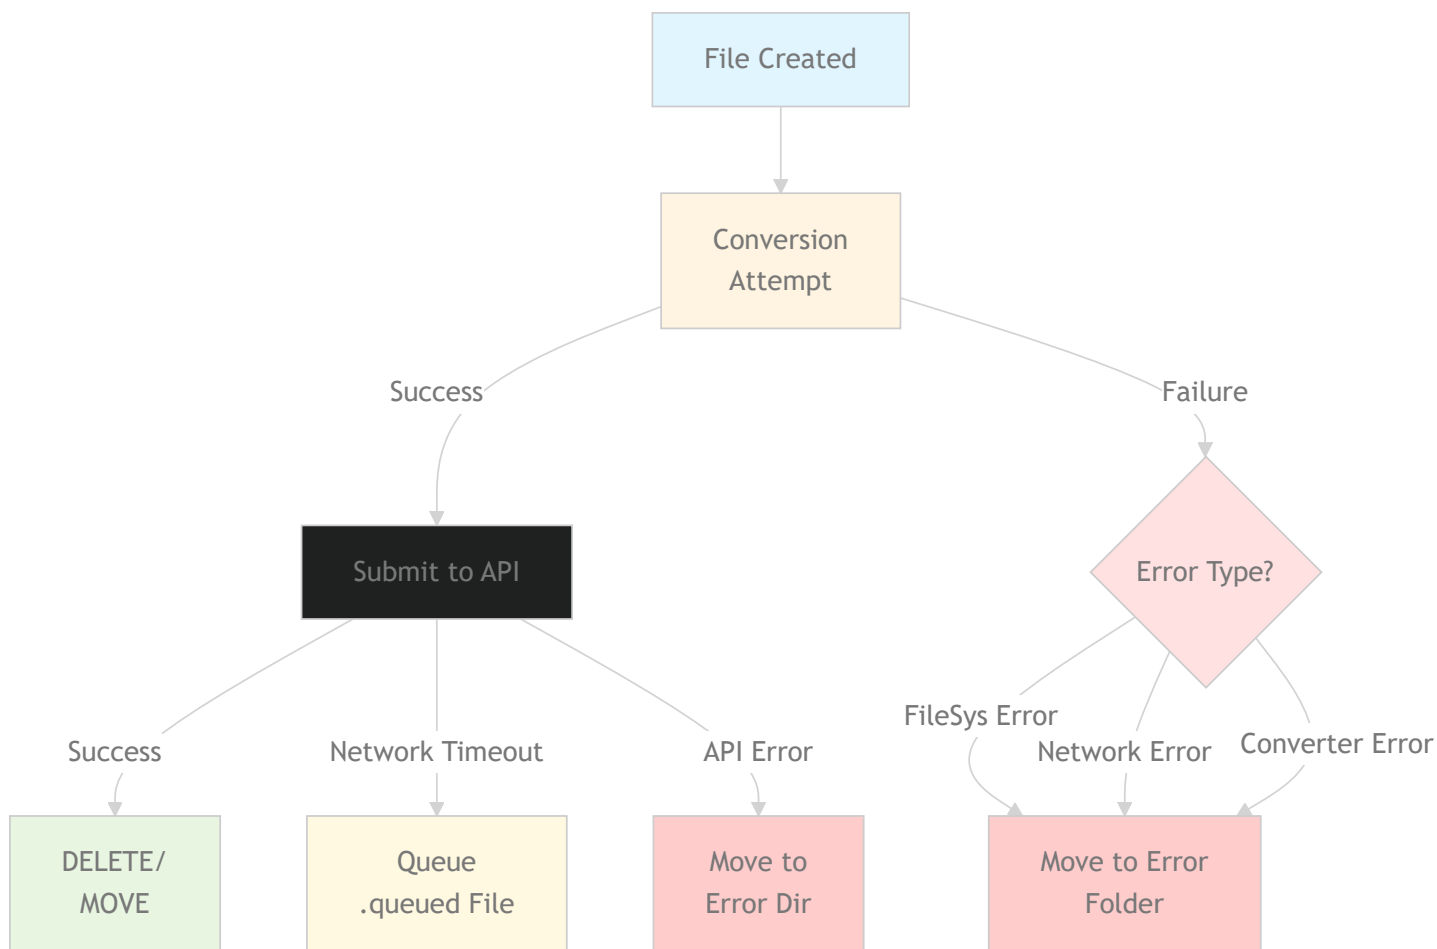 File Created
Conversion
Attempt
Success
Failure
Submit to API
Error Type?
FileSys Error
Success
Network Timeout
API Error
Network Error
Converter Error
DELETE/
MOVE
Queue
.queued File
Move to
Error Dir
Move to Error
Folder